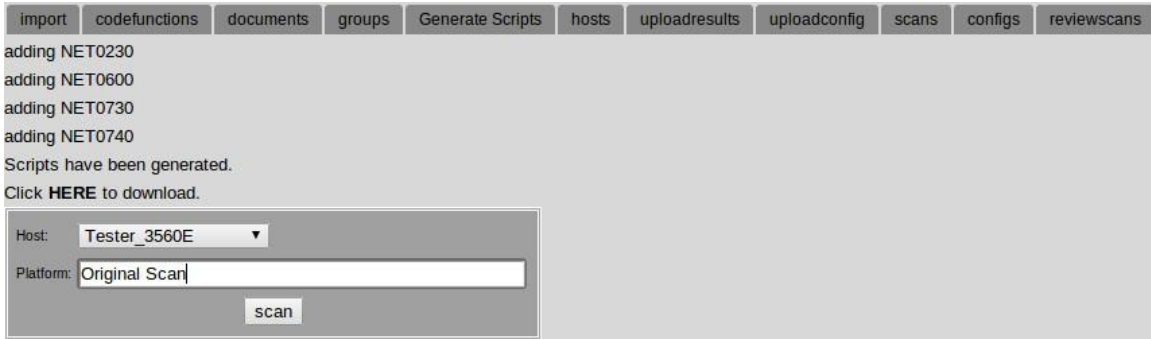 import codefunctions documents groups Generate Scripts hosts uploadresults uploadconfig scans configs reviewscans
adding NET0230
adding NET0600
adding NET0730
adding NET0740
Scripts have been generated.
Click HERE to download.
Host: Tester_3560E
Platform: Original Scan
scan